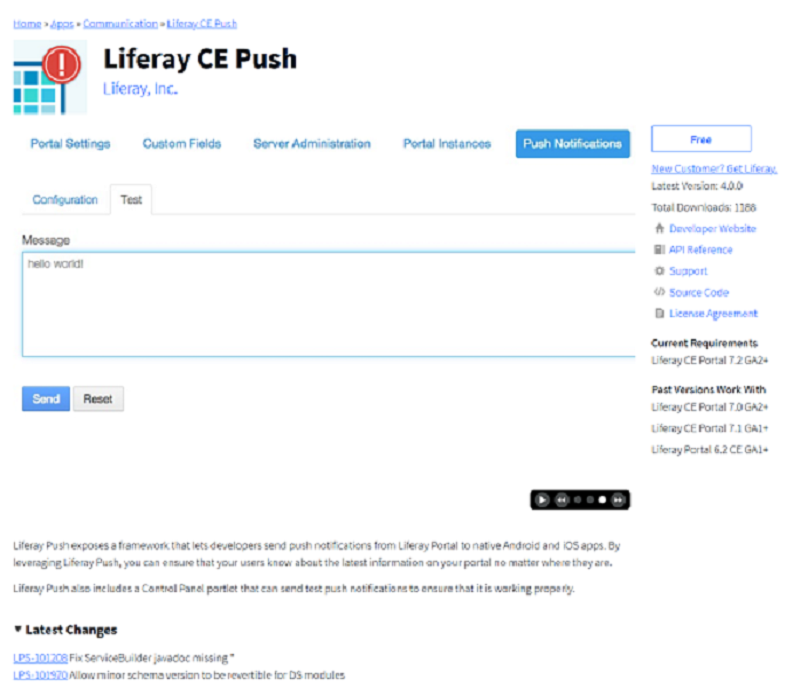 Home » Apps » Communication » Liferay CE Push
Liferay CE Push
Liferay, Inc.
Portal Settings Custom Fields Server Administration Portal Instances Push Notifications
Configuration Test
Message
hello world!
Send Reset
Free
New Customer? Get Liferay.
Latest Version: 4.0.0
Total Downloads: 1188
Developer Website
API Reference
Support
Source Code
License Agreement
Current Requirements
Liferay CE Portal 7.2 GA2+
Past Versions Work With
Liferay CE Portal 7.0 GA2+
Liferay CE Portal 7.1 GA1+
Liferay Portal 6.2 CE GA1+
Liferay Push exposes a framework that lets developers send push notifications from Liferay Portal to native Android and iOS apps. By
leveraging Liferay Push, you can ensure that your users know about the latest information on your portal no matter where they are.
Liferay Push also includes a Control Panel portlet that can send test push notifications to ensure that it is working properly.
▼ Latest Changes
LPS-101208 Fix ServiceBuilder javadoc missing *
LPS-101970 Allow minor schema version to be revertible for DS modules